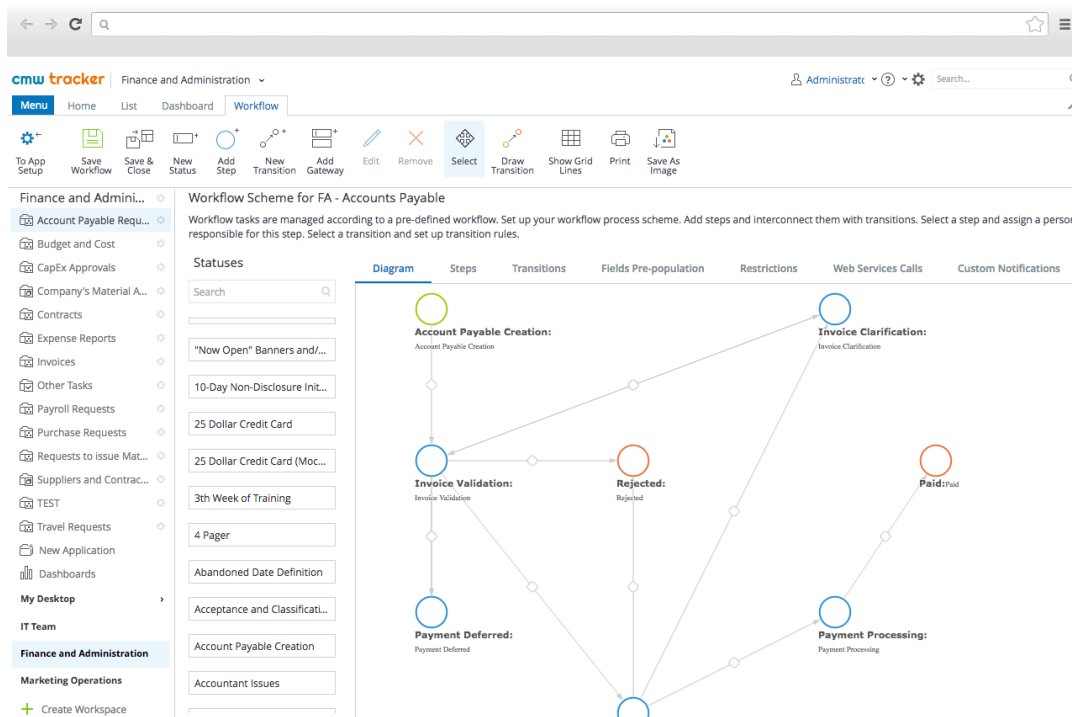 cmw tracker
Finance and Administration
Administratc
?
Search...
Menu
Home
List
Dashboard
Workflow
To App
Setup
Save
Workflow
Save &
Close
New
Status
Add
Step
New
Transition
Add
Gateway
Edit
Remove
Select
Draw
Transition
Show Grid
Lines
Print
Save As
Image
Finance and Admini...
Account Payable Requ...
Budget and Cost
CapEx Approvals
Company's Material A...
Contracts
Expense Reports
Invoices
Other Tasks
Payroll Requests
Purchase Requests
Requests to issue Mat...
Suppliers and Contrac...
TEST
Travel Requests
New Application
Dashboards
My Desktop
IT Team
Finance and Administration
Marketing Operations
Create Workspace
Workflow Scheme for FA - Accounts Payable
Workflow tasks are managed according to a pre-defined workflow. Set up your workflow process scheme. Add steps and interconnect them with transitions. Select a step and assign a person
responsible for this step. Select a transition and set up transition rules.
Statuses
Search
"Now Open" Banners and/...
10-Day Non-Disclosure Init...
25 Dollar Credit Card
25 Dollar Credit Card (Moc...
3th Week of Training
4 Pager
Abandoned Date Definition
Acceptance and Classificati...
Account Payable Creation
Accountant Issues
Diagram
Steps
Transitions
Fields Pre-population
Restrictions
Web Services Calls
Custom Notifications
Account Payable Creation:
Account Payable Creation
Invoice Clarification:
Invoice Clarification
Invoice Validation:
Invoice Validation
Rejected:
Rejected
Paid:Paid
Payment Deferred:
Payment Deferred
Payment Processing:
Payment Processing